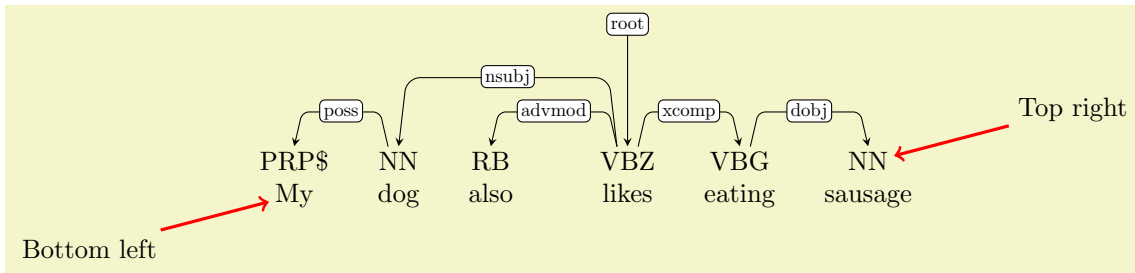 root
nsubj
poss advmod xcomp dobj
Top right
PRP$ NN RB VBZ VBG NN
My dog also likes eating sausage
Bottom left